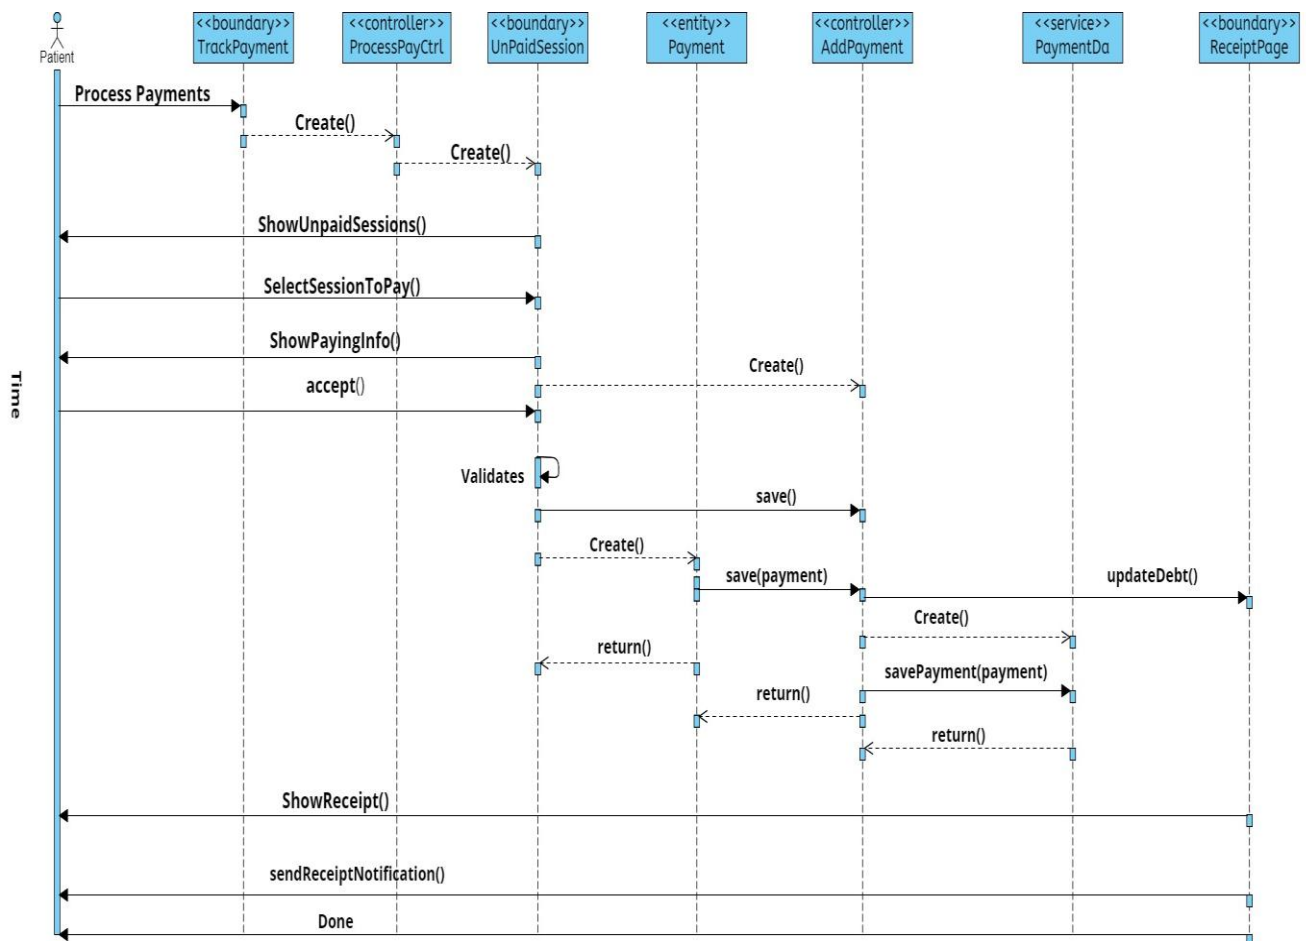 <<boundary>>
TrackPayment
<<controller>>
ProcessPayCtrl
<<boundary>>
UnPaidSession
<<entity>>
Payment
<<controller>>
AddPayment
<<service>>
PaymentDa
<<boundary>>
ReceiptPage
Patient
Process Payments
Create()
Create()
ShowUnpaidSessions()
SelectSessionToPay()
ShowPayingInfo()
Create()
accept()
Time
Validates
save()
Create()
save(payment)
updateDebt()
Create()
return()
savePayment(payment)
return()
return()
ShowReceipt()
sendReceiptNotification()
Done